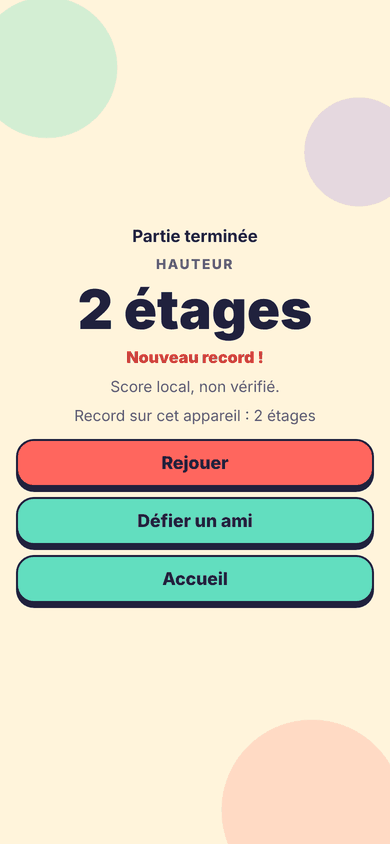 Partie terminée
HAUTEUR
2 étages
Nouveau record !
Score local, non vérifié.
Record sur cet appareil : 2 étages
Rejouer
Défier un ami
Accueil